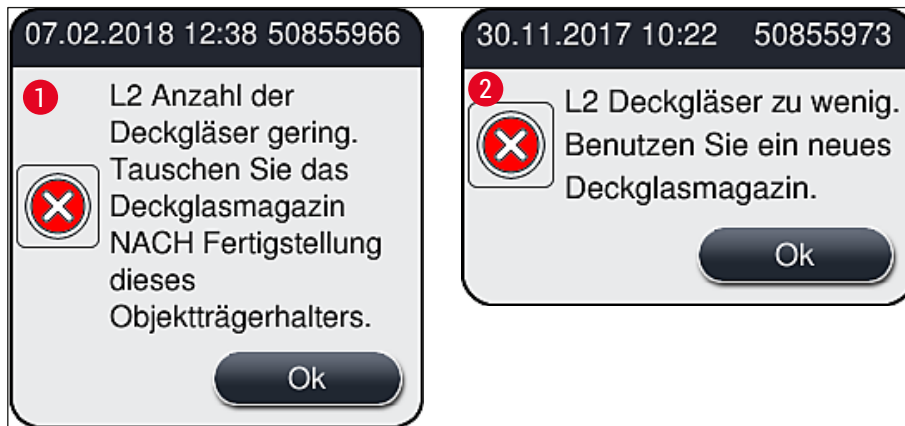 07.02.2018 12:38 50855966
1
L2 Anzahl der
Deckgläser gering.
Tauschen Sie das
Deckglasmagazin
NACH Fertigstellung
dieses
Objektträgerhalters.
Ok
30.11.2017 10:22 50855973
2
L2 Deckgläser zu wenig.
Benutzen Sie ein neues
Deckglasmagazin.
Ok